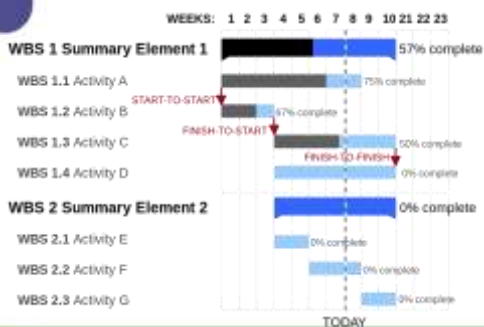 WEEKS: 1 2 3 4 5 6 7 8 9 10 21 22 23
WBS 1 Summary Element 1 57% complete
WBS 1.1 Activity A 75% complete
START-TO-START
WBS 1.2 Activity B 67% complete
FINISH-TO-START
WBS 1.3 Activity C 50% complete
FINISH-TO-FINISH
WBS 1.4 Activity D 0% complete
WBS 2 Summary Element 2 0% complete
WBS 2.1 Activity E 0% complete
WBS 2.2 Activity F 0% complete
WBS 2.3 Activity G 0% complete
TODAY